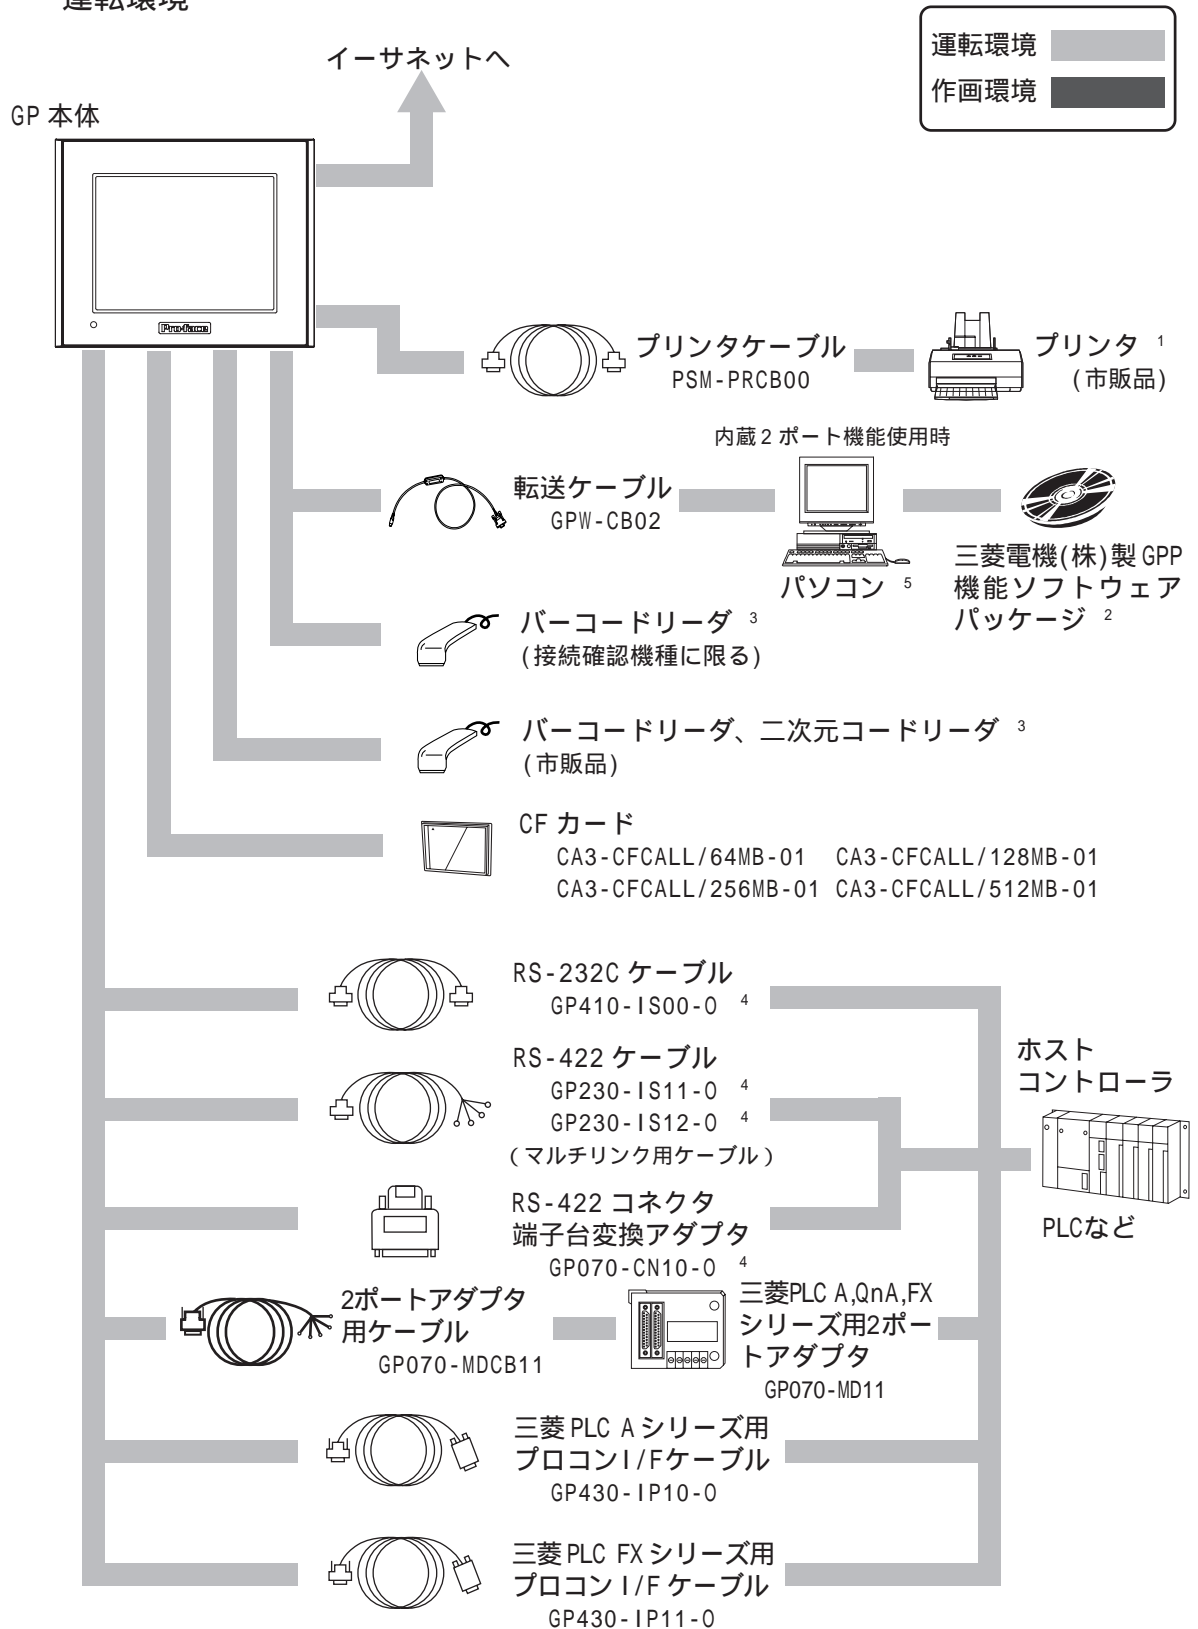 運転環境
運転環境
作画環境
イーサネットへ
GP 本体
Pro-face
プリンタケーブル
PSM-PRCB00
プリンタ 1
(市販品)
内蔵2ポート機能使用時
転送ケーブル
GPW-CB02
パソコン 5
三菱電機(株)製GPP
機能ソフトウェア
パッケージ 2
バーコードリーダ 3
(接続確認機種に限る)
バーコードリーダ、二次元コードリーダ 3
(市販品)
CF カード
CA3-CFCALL/64MB-01 CA3-CFCALL/128MB-01
CA3-CFCALL/256MB-01 CA3-CFCALL/512MB-01
RS-232C ケーブル
GP410-IS00-O 4
RS-422 ケーブル
GP230-IS11-O 4
GP230-IS12-O 4
(マルチリンク用ケーブル)
RS-422 コネクタ
端子台変換アダプタ
GP070-CN10-O 4
ホスト
コントローラ
PLCなど
2ポートアダプタ
用ケーブル
GP070-MDCB11
三菱PLC A,QnA,FX
シリーズ用2ポー
トアダプタ
GP070-MD11
三菱 PLC A シリーズ用
プロコンI/Fケーブル
GP430-IP10-O
三菱 PLC FX シリーズ用
プロコンI/F ケーブル
GP430-IP11-O